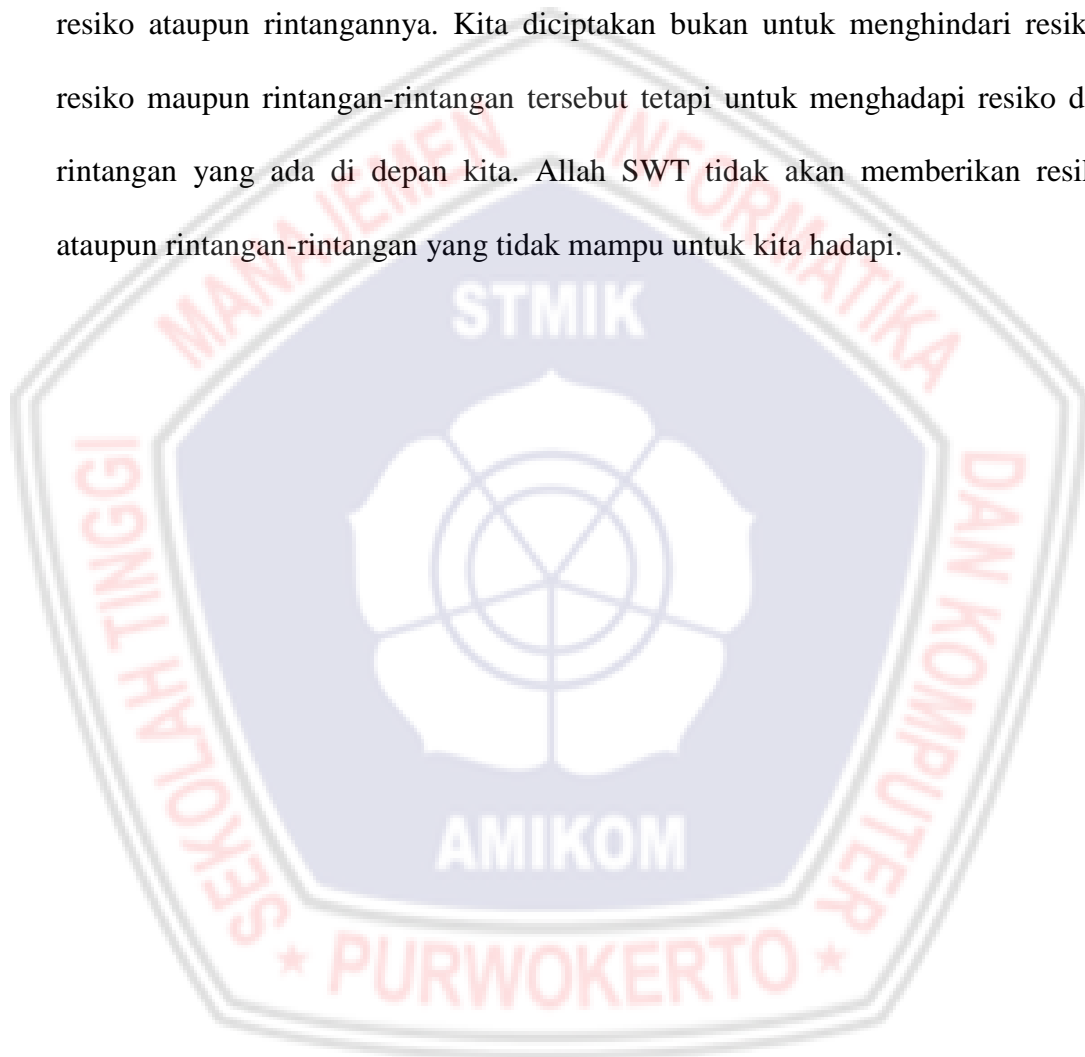 resiko ataupun rintangannya. Kita diciptakan bukan untuk menghindari resik
resiko maupun rintangan-rintangan tersebut tetapi untuk menghadapi resiko d
rintangan yang ada di depan kita. Allah SWT tidak akan memberikan resi
ataupun rintangan-rintangan yang tidak mampu untuk kita hadapi.
SEKOLAH TINGGI MANAJEMEN INFORMATIKA DAN KOMPUTER
STMIK
AMIKOM
* PURWOKERTO *